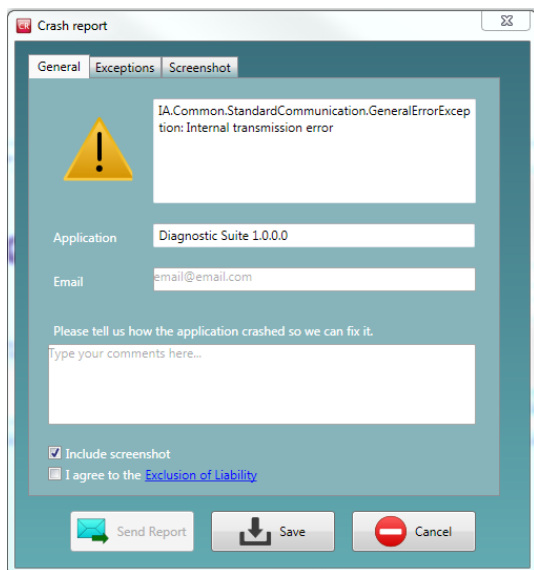 CR Crash report
General Exceptions Screenshot
IA.Common.StandardCommunication.GeneralErrorExcep
tion: Internal transmission error
Application Diagnostic Suite 1.0.0.0
Email email@email.com
Please tell us how the application crashed so we can fix it.
Type your comments here...
Include screenshot
I agree to the Exclusion of Liability
Send Report Save Cancel